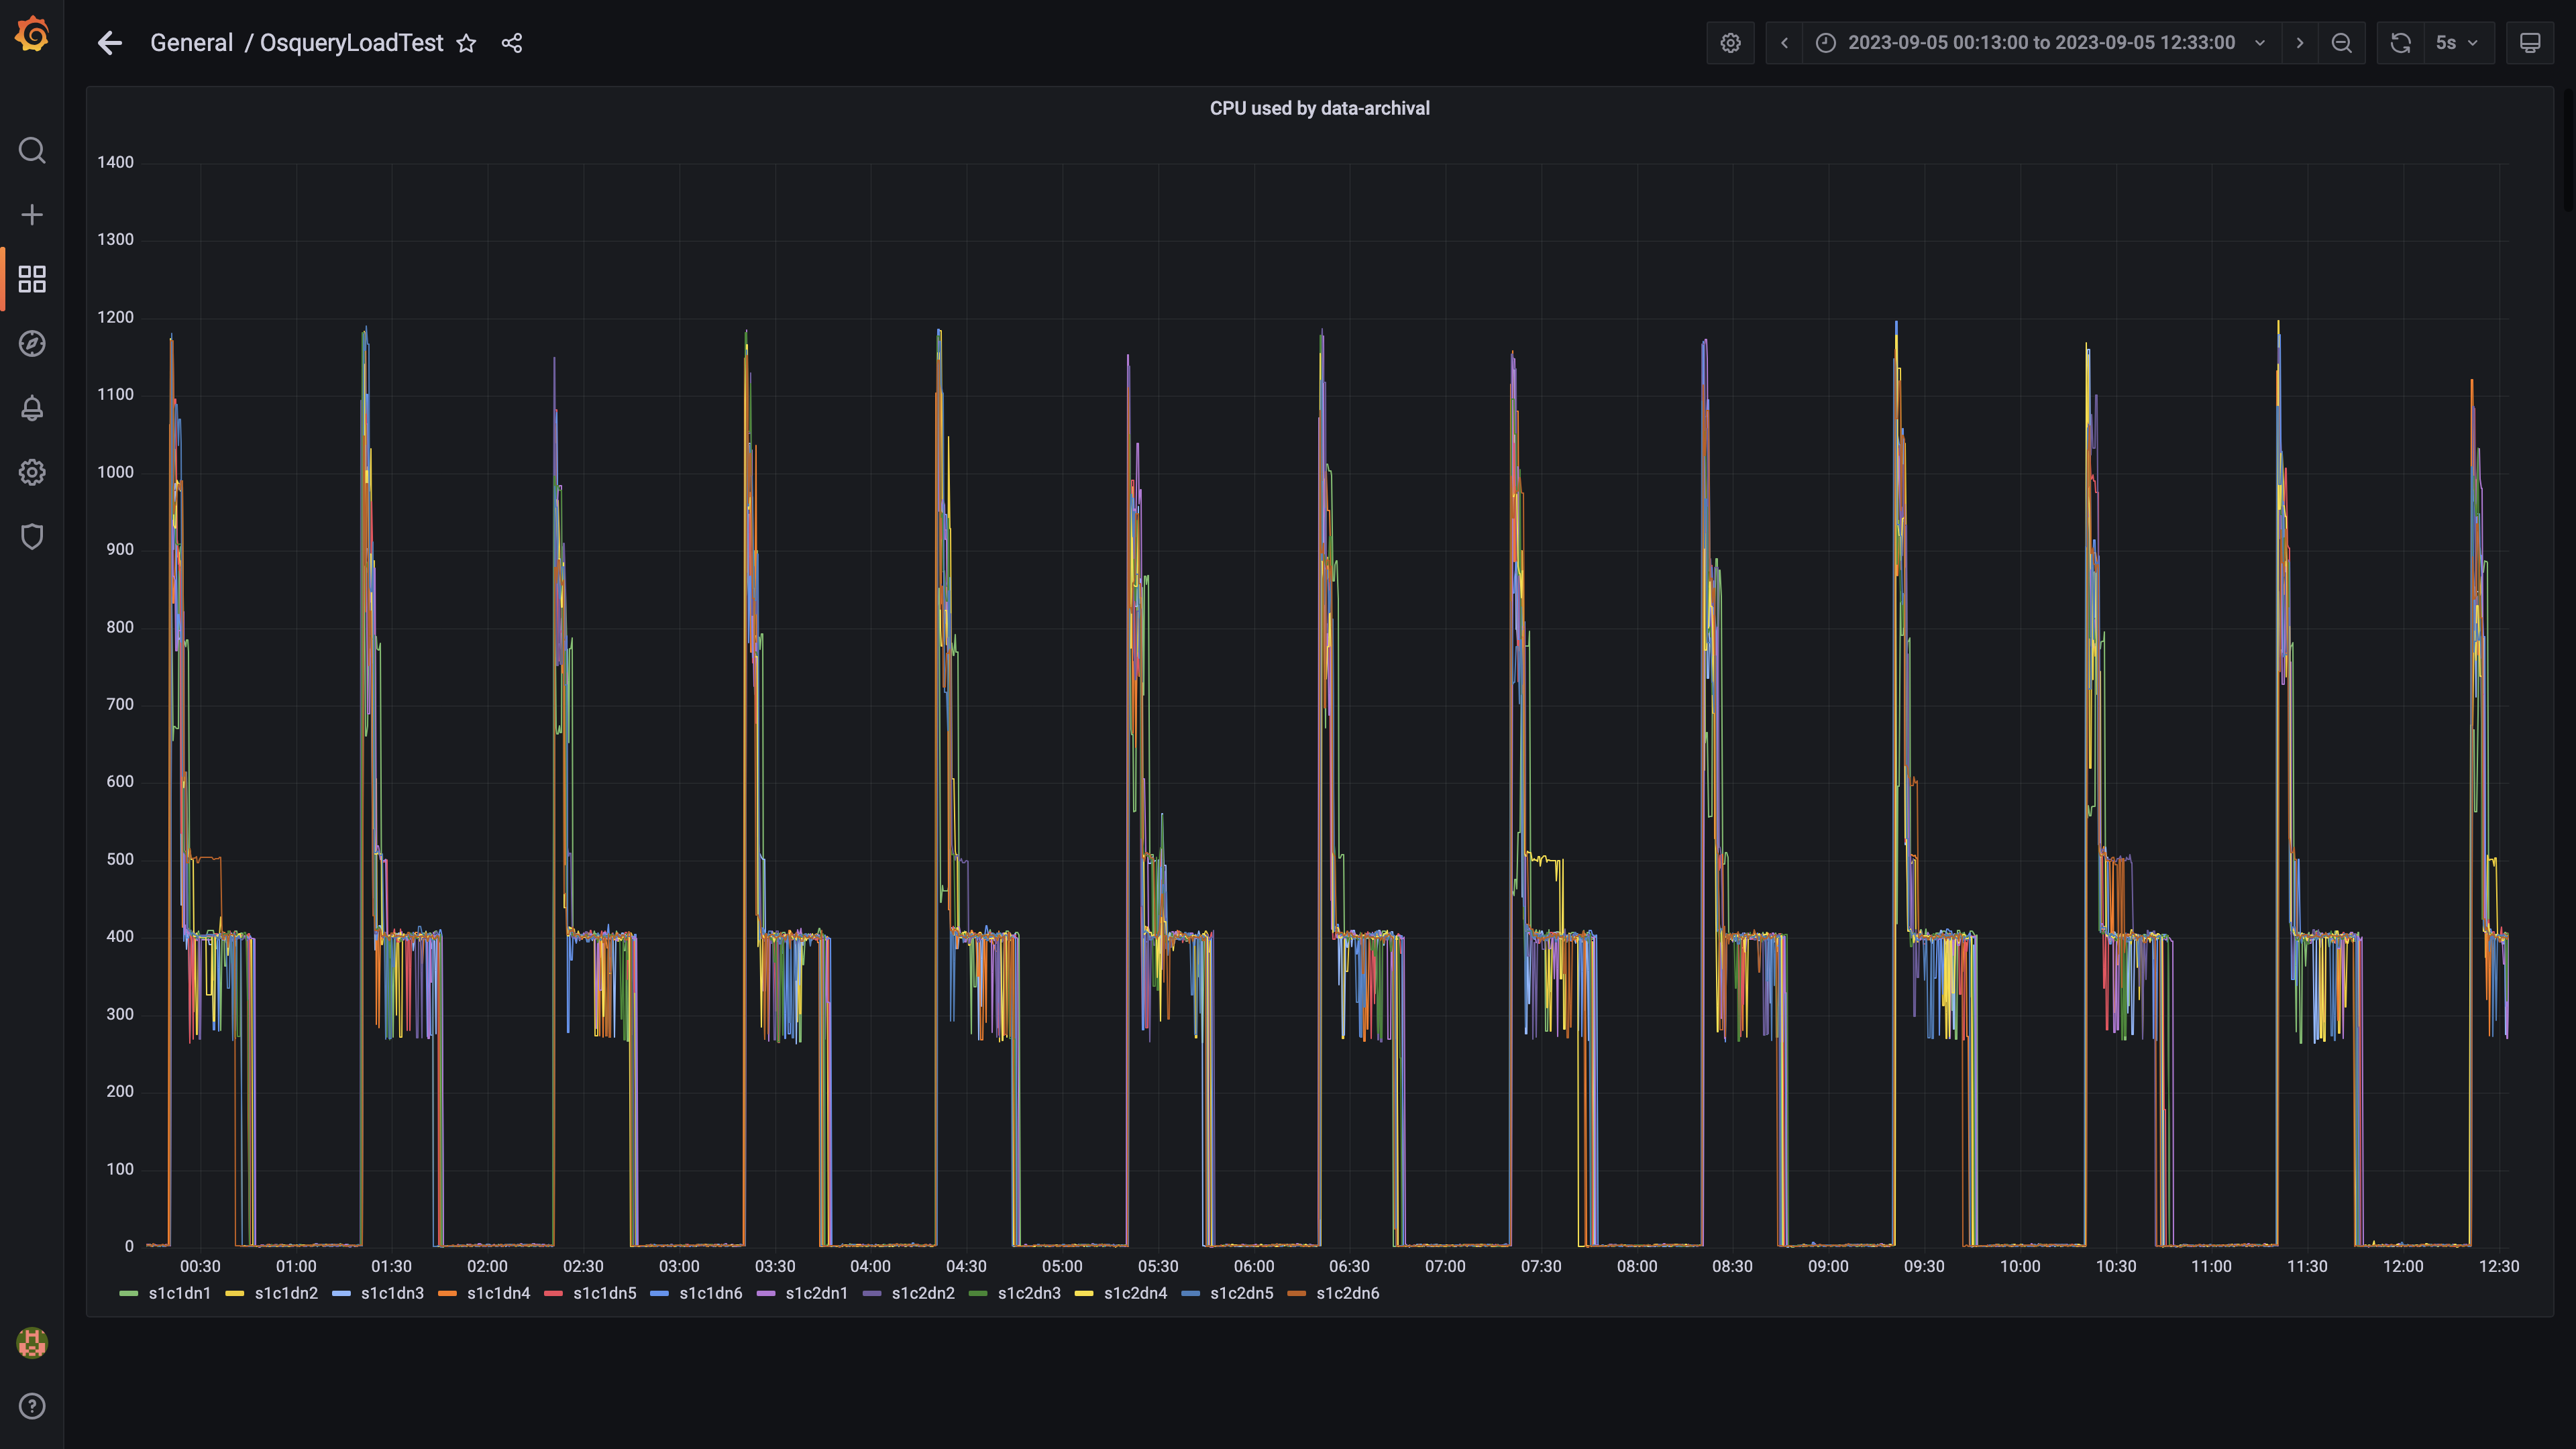 General / OsqueryLoadTest
2023-09-05 00:13:00 to 2023-09-05 12:33:00
5s
CPU used by data-archival
1400
1300
1200
1100
1000
900
800
700
600
500
400
300
200
100
0
00:30 01:00 01:30 02:00 02:30 03:00 03:30 04:00 04:30 05:00 05:30 06:00 06:30 07:00 07:30 08:00 08:30 09:00 09:30 10:00 10:30 11:00 11:30 12:00 12:30
s1c1dn1 s1c1dn2 s1c1dn3 s1c1dn4 s1c1dn5 s1c1dn6 s1c2dn1 s1c2dn2 s1c2dn3 s1c2dn4 s1c2dn5 s1c2dn6